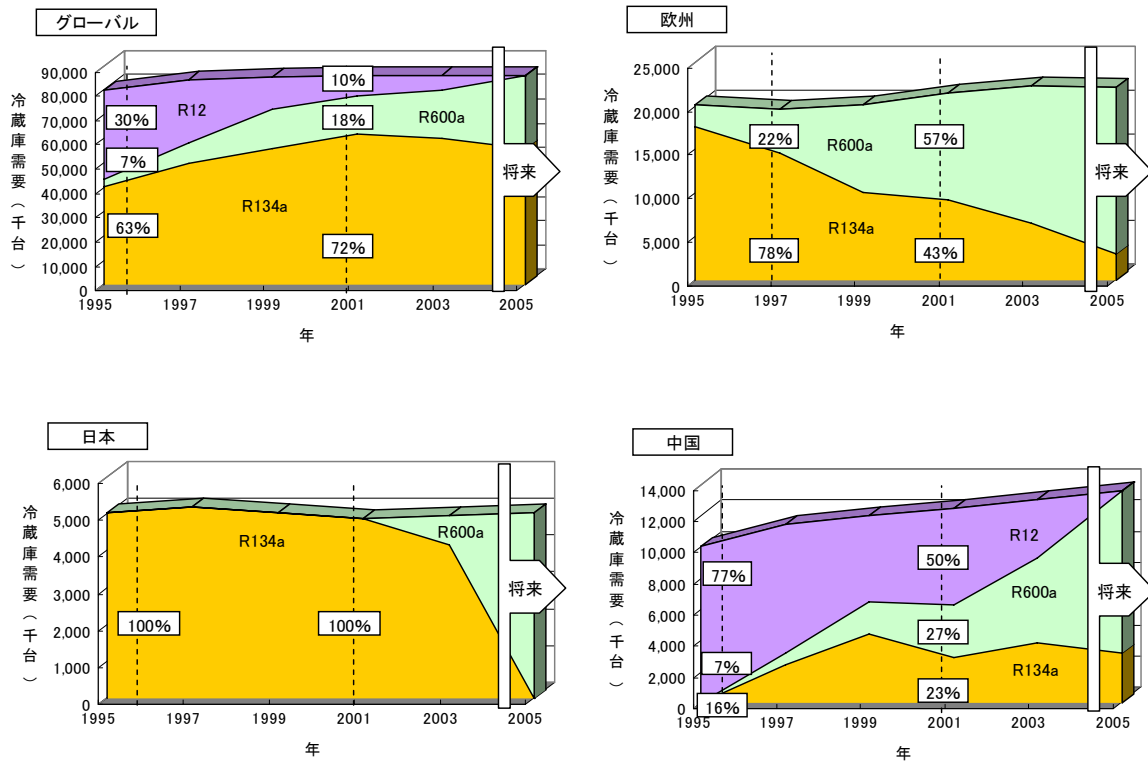 グローバル
90,000
80,000
70,000
60,000
50,000
40,000
30,000
20,000
10,000
0
冷蔵庫需要（千台）
1995 1997 1999 2001 2003 2005
年
R12
R600a
R134a
30%
7%
63%
10%
18%
72%
将来
欧州
25,000
20,000
15,000
10,000
5,000
0
冷蔵庫需要（千台）
1995 1997 1999 2001 2003 2005
年
R600a
R134a
22%
78%
57%
43%
将来
日本
6,000
5,000
4,000
3,000
2,000
1,000
0
冷蔵庫需要（千台）
1995 1997 1999 2001 2003 2005
年
R134a
R600a
100%
100%
将来
中国
14,000
12,000
10,000
8,000
6,000
4,000
2,000
0
冷蔵庫需要（千台）
1995 1997 1999 2001 2003 2005
年
R12
R600a
R134a
77%
7%
16%
50%
27%
23%
将来